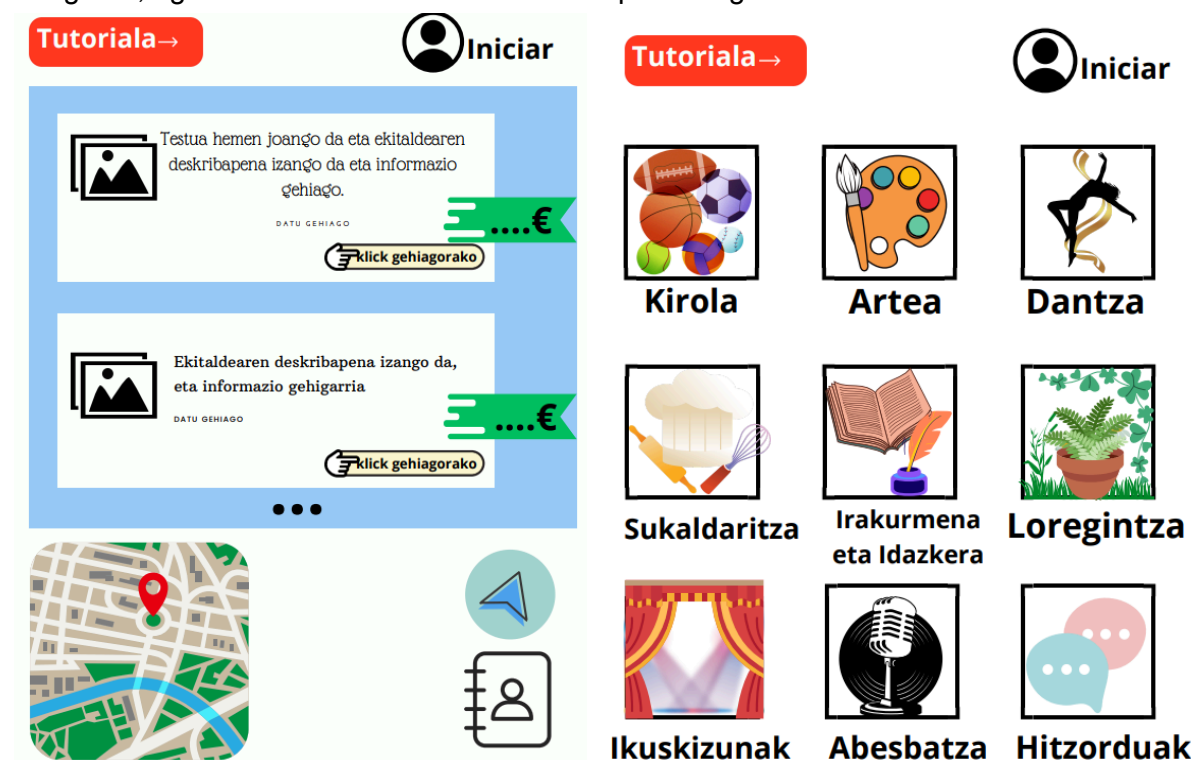 Tutoriala→
Iniciar
Testua hemen joango da eta ekitaldearen
deskribapena izango da eta informazio
gehiago.
DATU GEHIAGO
....€
klick gehiagorako
Ekitaldearen deskribapena izango da,
eta informazio gehigarria
DATU GEHIAGO
....€
klick gehiagorako
Tutoriala→
Iniciar
Kirola
Artea
Dantza
Sukaldaritza
Irakurmena
eta Idazkera
Loregintza
Ikuskizunak
Abesbatza
Hitzorduak